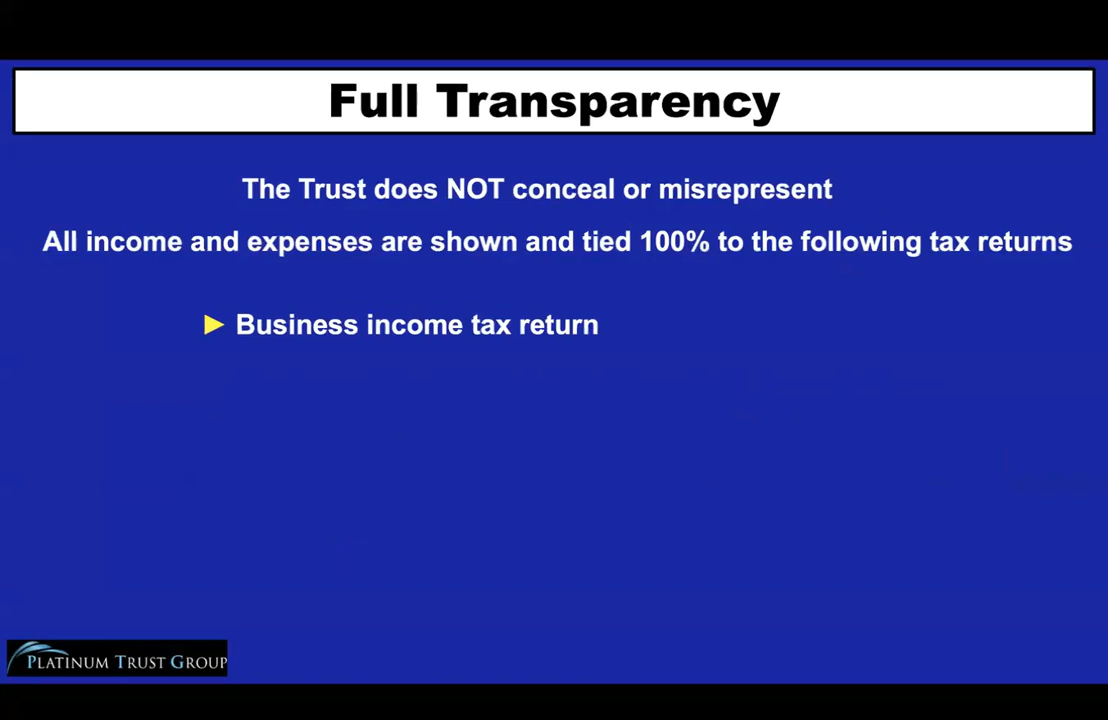 Full Transparency
The Trust does NOT conceal or misrepresent
All income and expenses are shown and tied 100% to the following tax returns
► Business income tax return
PLATINUM TRUST GROUP